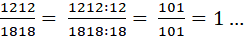 1212/1818 = 1212:12/1818:18 = 101/101 = 1 ...